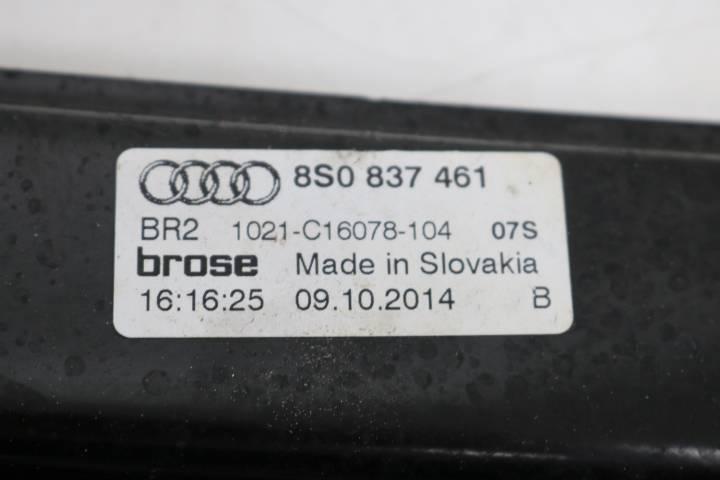 8S0 837 461
BR2 1021-C16078-104 07S
brose Made in Slovakia
16:16:25 09.10.2014 B